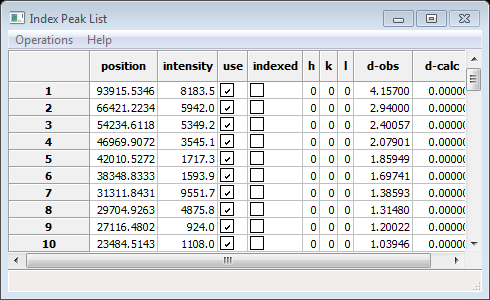 Index Peak List
Operations Help
position intensity use indexed h k l d-obs d-calc
1 93915.5346 8183.5 0 0 0 4.15700 0.00000
2 66421.2234 5942.0 0 0 0 2.94000 0.00000
3 54234.6118 5349.2 0 0 0 2.40057 0.00000
4 46969.9072 3545.1 0 0 0 2.07901 0.00000
5 42010.5272 1717.3 0 0 0 1.85949 0.00000
6 38348.8333 1593.9 0 0 0 1.69741 0.00000
7 31311.8431 9551.7 0 0 0 1.38593 0.00000
8 29704.9263 4875.8 0 0 0 1.31480 0.00000
9 27116.4802 924.0 0 0 0 1.20022 0.00000
10 23484.5143 1108.0 0 0 0 1.03946 0.00000